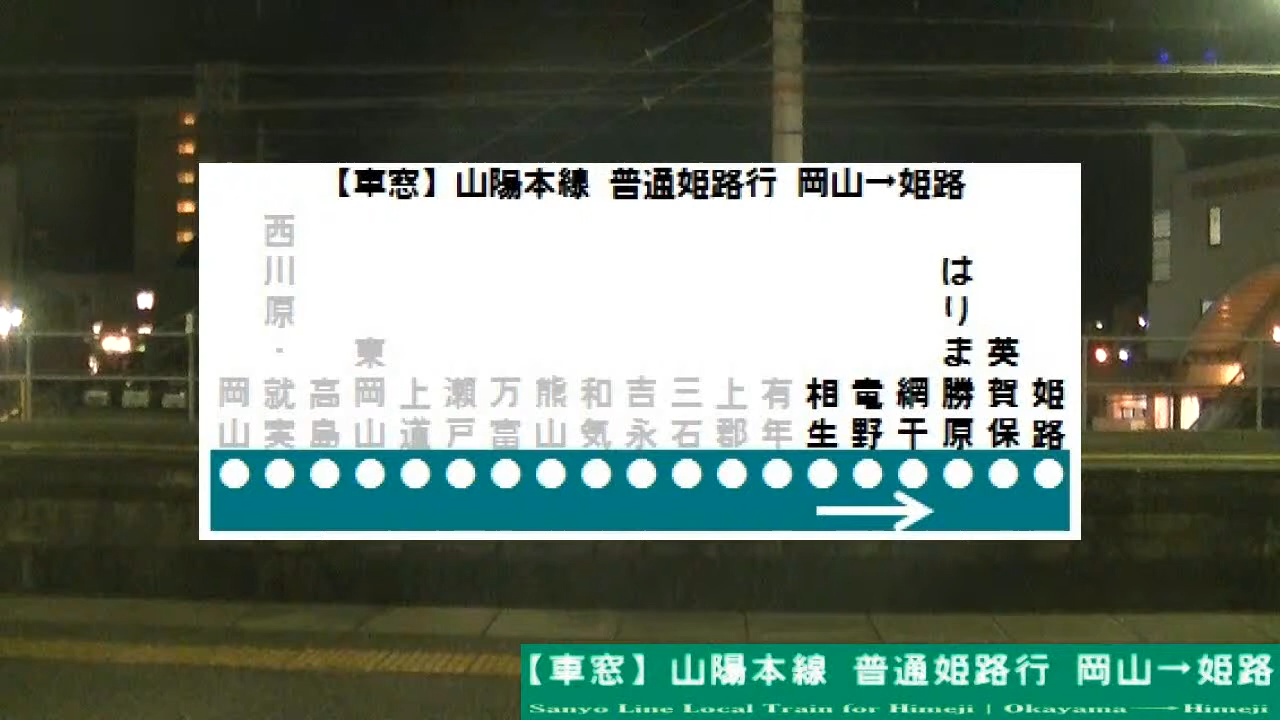 【車窓】山陽本線 普通姫路行 岡山→姫路
岡山
西川原・就実
高島
東岡山
上道
瀬戸
万富
熊山
和気
吉永
三石
上郡
有年
相生
竜野
網干
はりま勝原
英賀保
姫路
【車窓】山陽本線 普通姫路行 岡山→姫路
Sanyo Line Local Train for Himeji | Okayama→Himeji